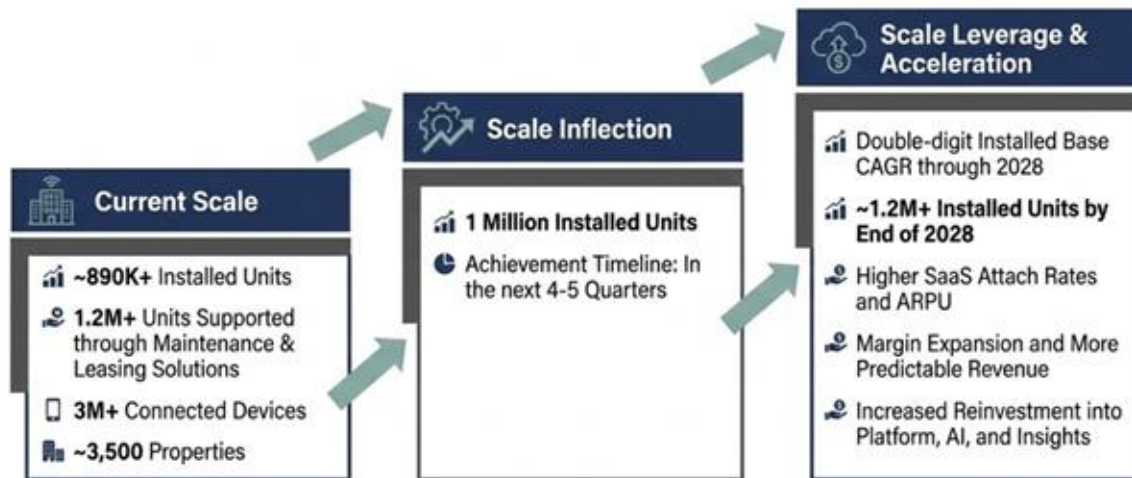 Current Scale
~890K+ Installed Units
1.2M+ Units Supported
through Maintenance &
Leasing Solutions
3M+ Connected Devices
~3,500 Properties
Scale Inflection
1 Million Installed Units
Achievement Timeline: In
the next 4-5 Quarters
Scale Leverage &
Acceleration
Double-digit Installed Base
CAGR through 2028
~1.2M+ Installed Units by
End of 2028
Higher SaaS Attach Rates
and ARPU
Margin Expansion and More
Predictable Revenue
Increased Reinvestment into
Platform, AI, and Insights